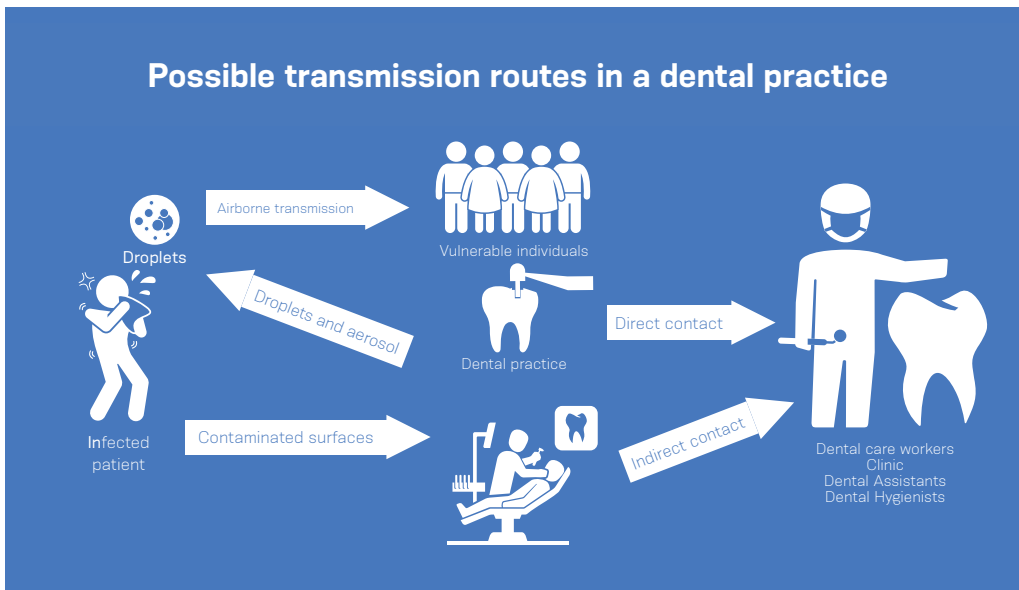 Possible transmission routes in a dental practice
Airborne transmission
Droplets
Vulnerable individuals
Droplets and aerosol
Direct contact
Dental practice
Infected
patient
Contaminated surfaces
Indirect contact
Dental care workers
Clinic
Dental Assistants
Dental Hygienists